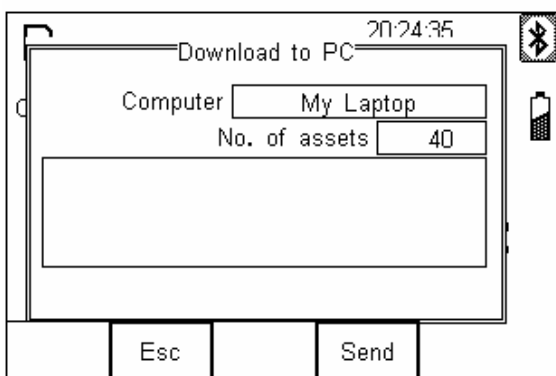 20:24:35
Download to PC
Computer My Laptop
No. of assets 40
Esc Send